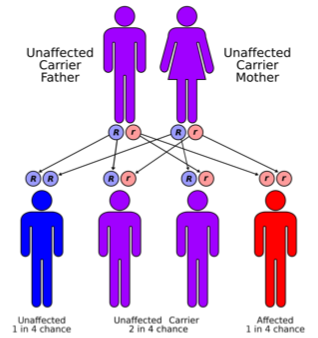 Unaffected
Carrier
Father
Unaffected
Carrier
Mother
R r R r
R R R r R r r r
Unaffected
1 in 4 chance
Unaffected Carrier
2 in 4 chance
Affected
1 in 4 chance